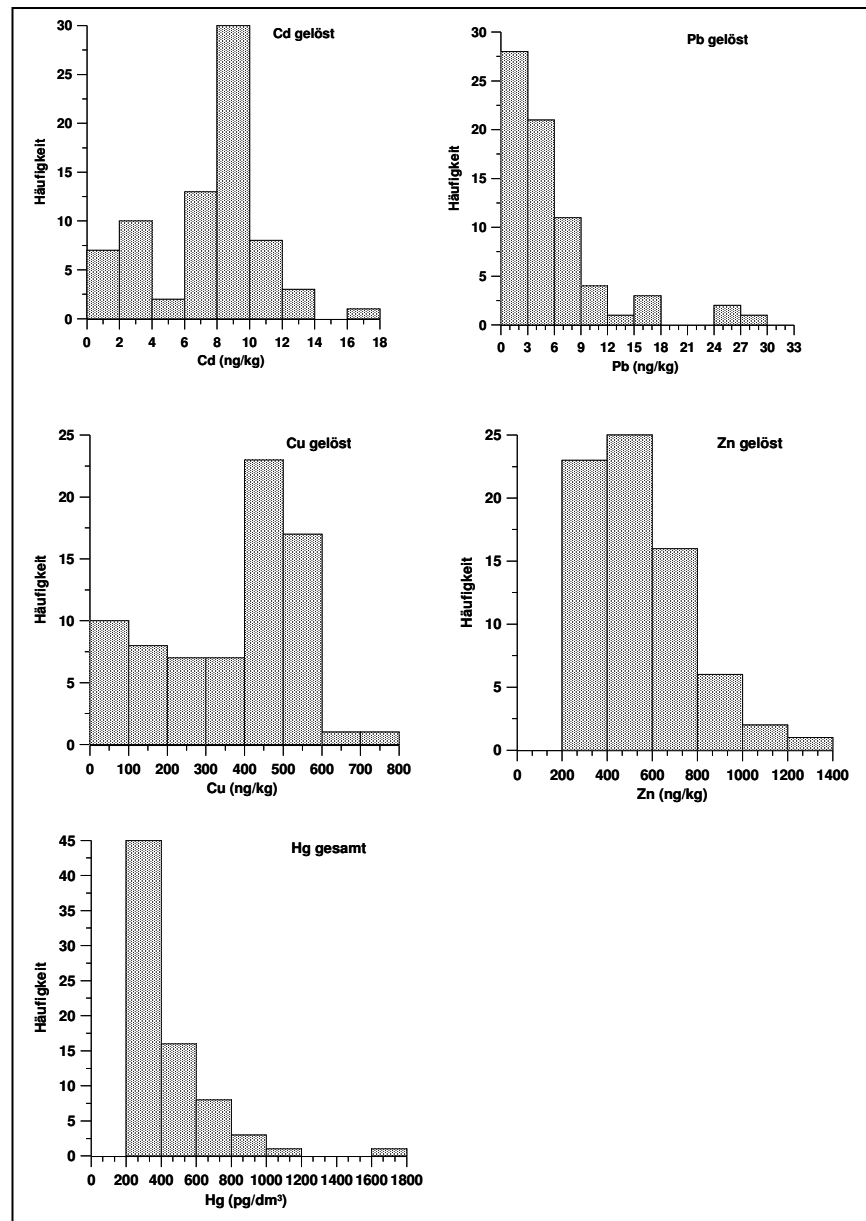 Cd gelöst
30
25
20
15
10
5
0
Häufigkeit
0 2 4 6 8 10 12 14 16 18
Cd (ng/kg)
Pb gelöst
30
25
20
15
10
5
0
Häufigkeit
0 3 6 9 12 15 18 21 24 27 30 33
Pb (ng/kg)
Cu gelöst
25
20
15
10
5
0
Häufigkeit
0 100 200 300 400 500 600 700 800
Cu (ng/kg)
Zn gelöst
25
20
15
10
5
0
Häufigkeit
0 200 400 600 800 1000 1200 1400
Zn (ng/kg)
Hg gesamt
45
40
35
30
25
20
15
10
5
0
Häufigkeit
0 200 400 600 800 1000 1200 1400 1600 1800
Hg (pg/dm³)